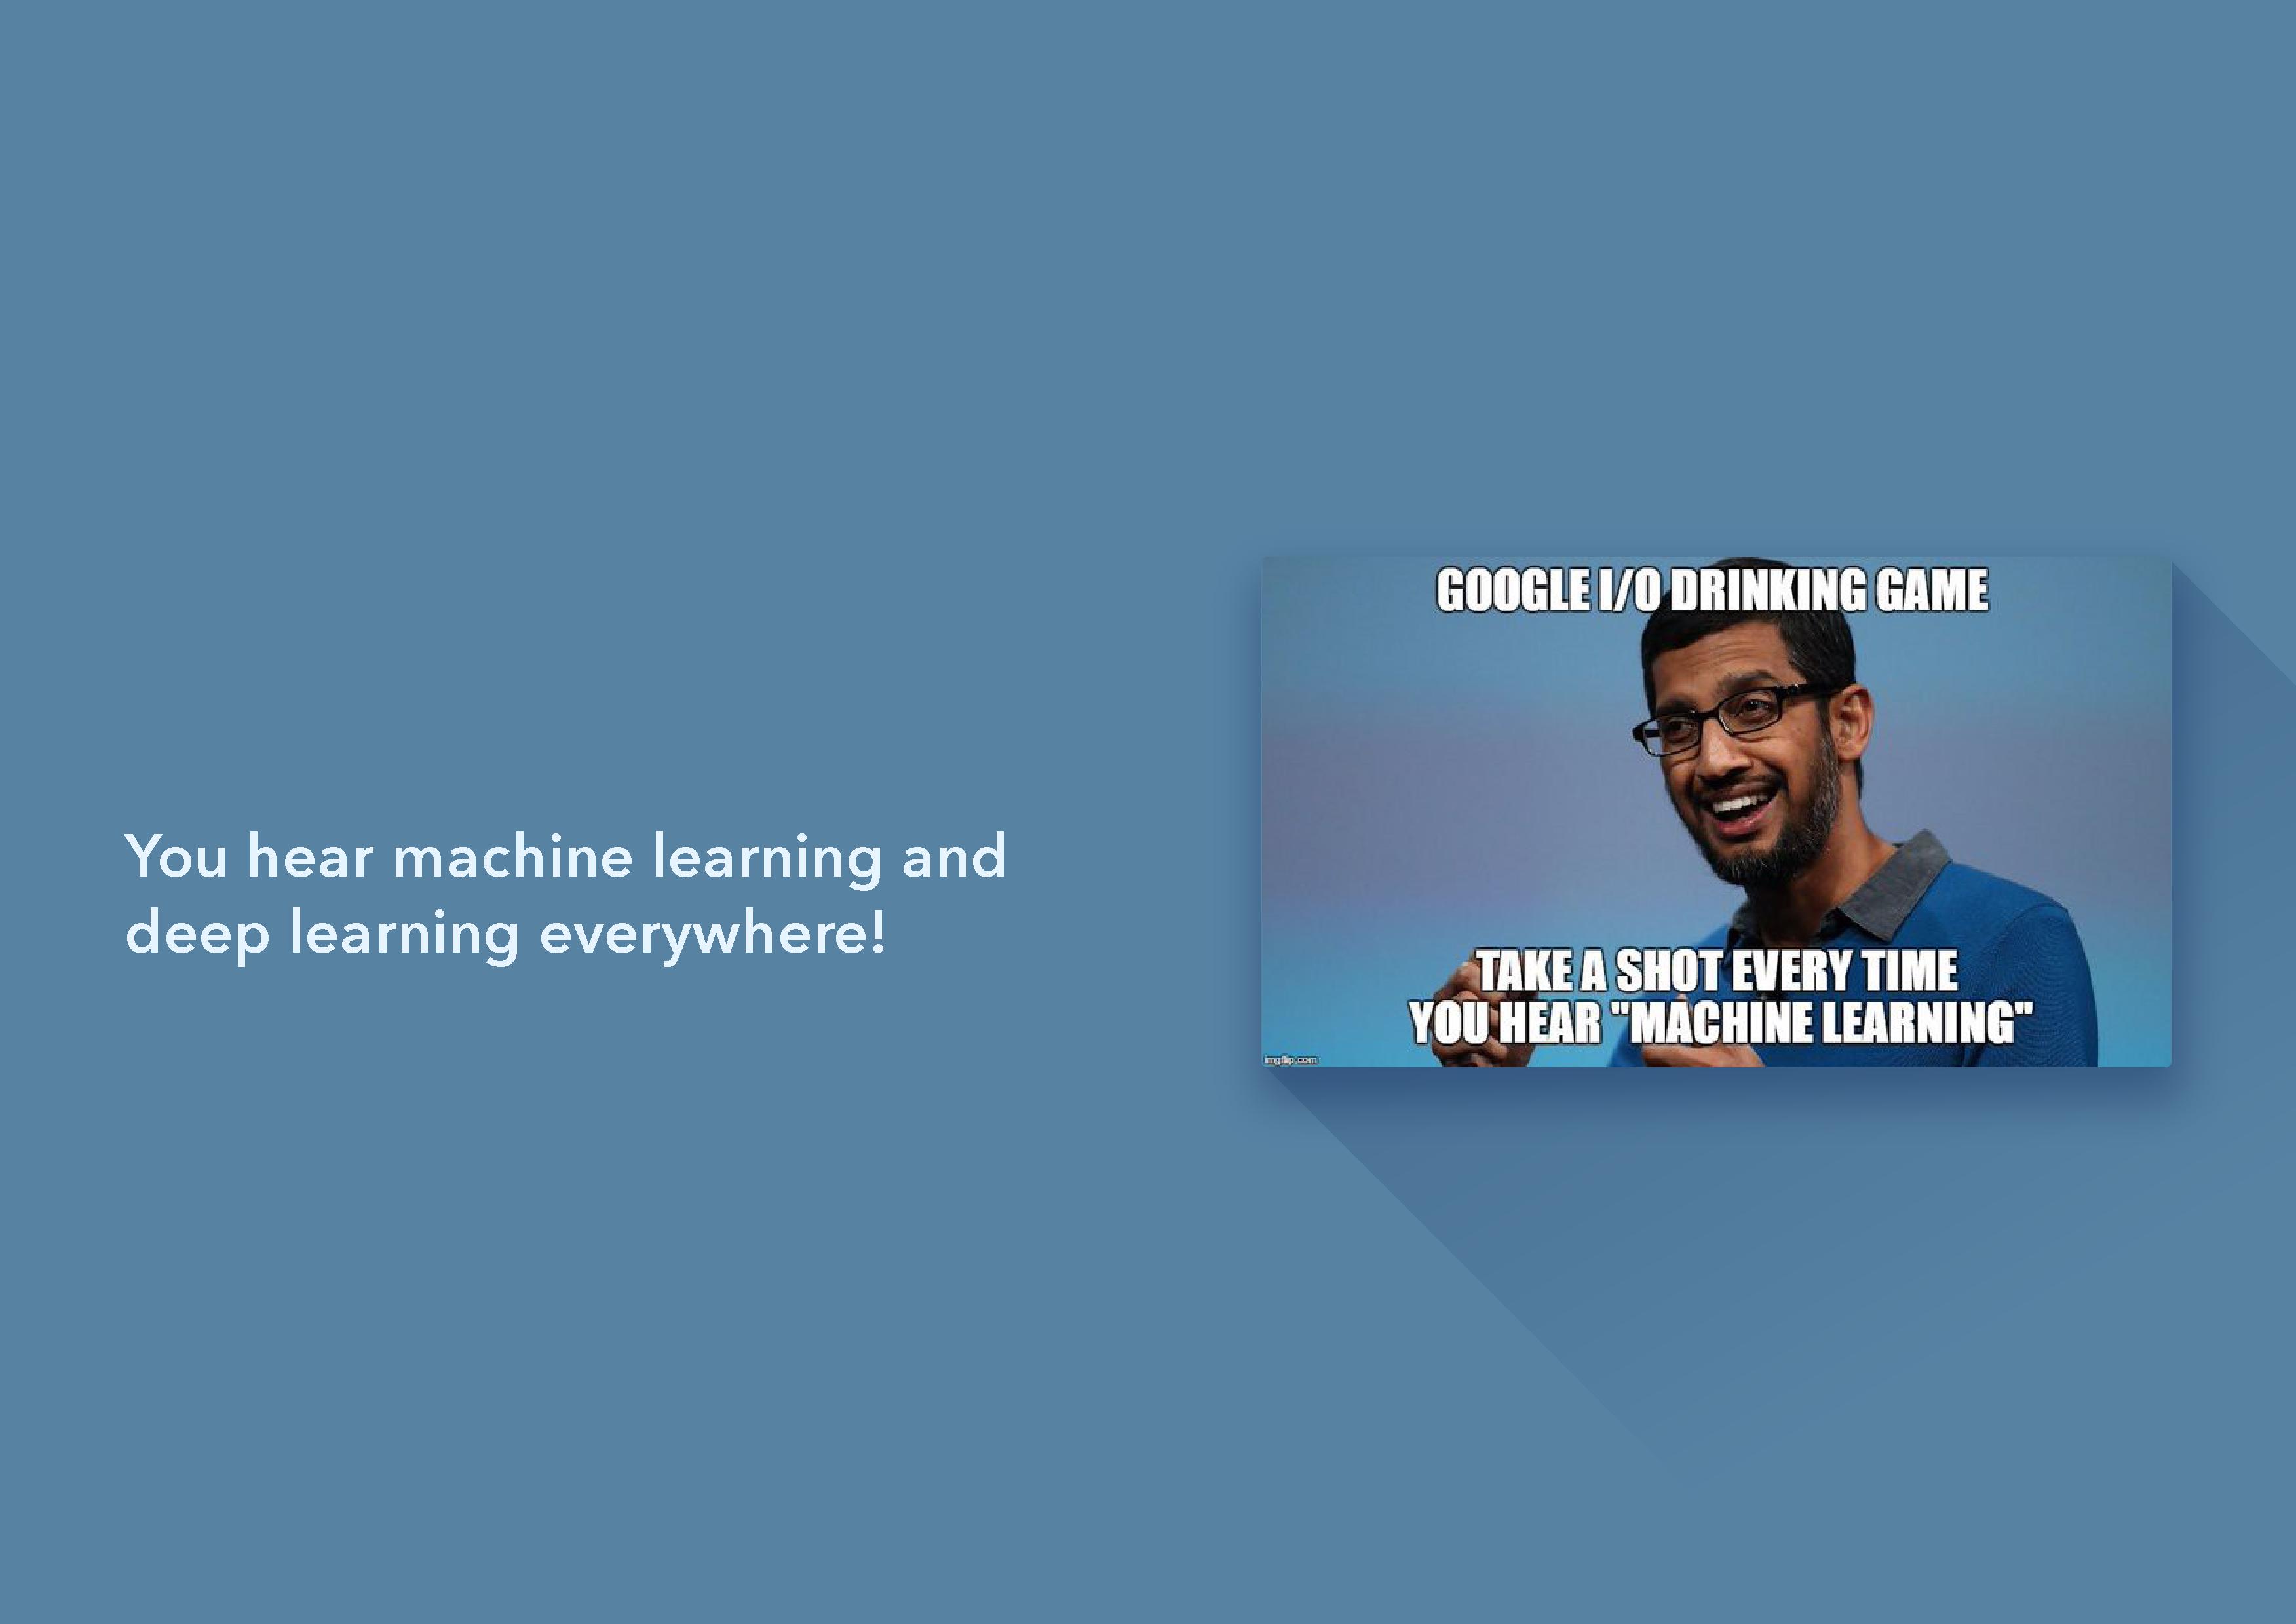 You hear machine learning and
deep learning everywhere!
GOOGLE I/O DRINKING GAME
TAKE A SHOT EVERY TIME
YOU HEAR "MACHINE LEARNING"
imgflip.com